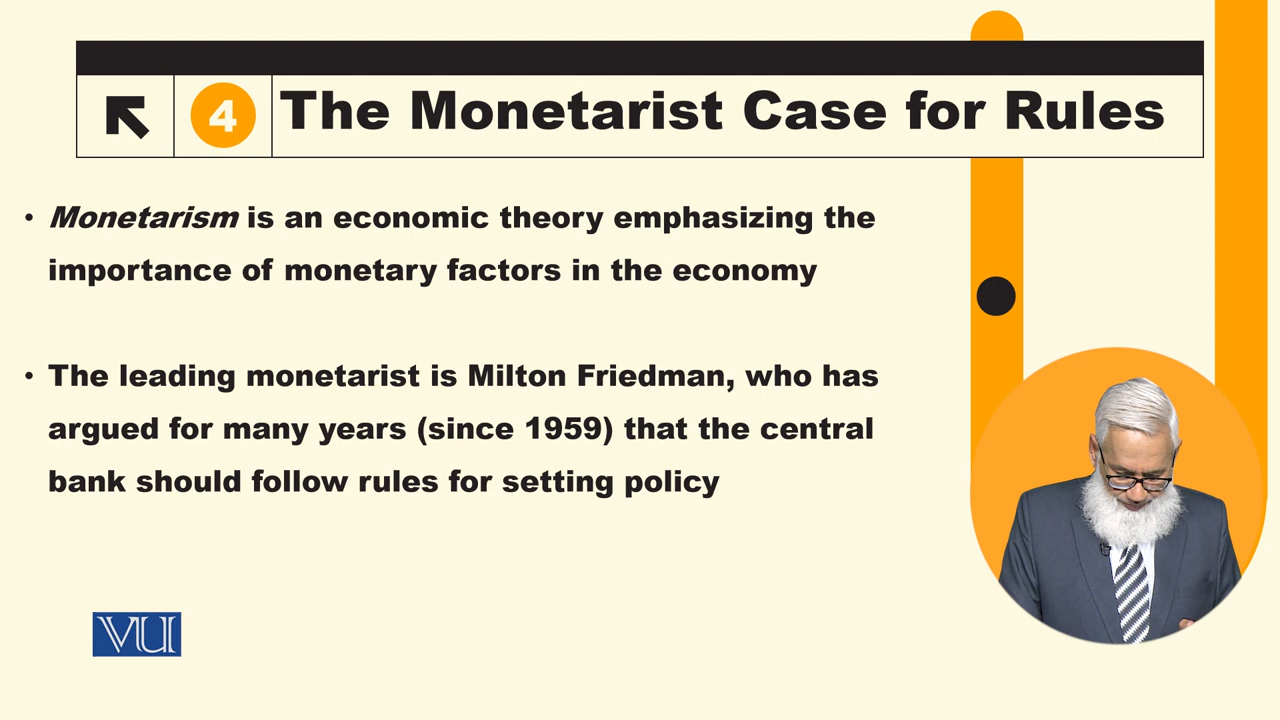 4 The Monetarist Case for Rules
• Monetarism is an economic theory emphasizing the
importance of monetary factors in the economy
• The leading monetarist is Milton Friedman, who has
argued for many years (since 1959) that the central
bank should follow rules for setting policy
VU